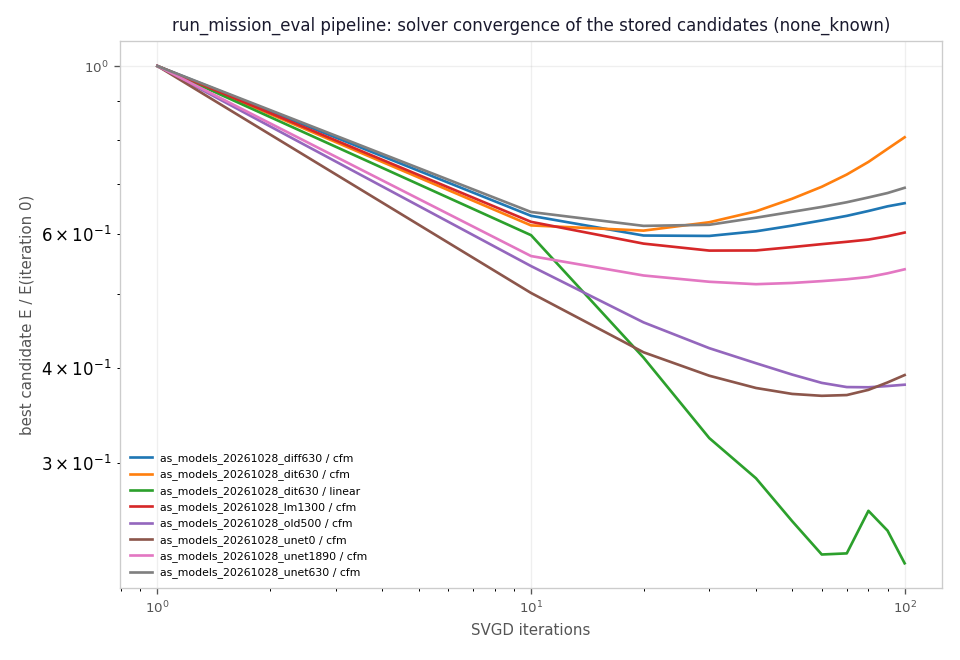 run_mission_eval pipeline: solver convergence of the stored candidates (none_known)
best candidate E / E(iteration 0)
10⁰
6 × 10⁻¹
4 × 10⁻¹
3 × 10⁻¹
as_models_20261028_diff630 / cfm
as_models_20261028_dit630 / cfm
as_models_20261028_dit630 / linear
as_models_20261028_lm1300 / cfm
as_models_20261028_old500 / cfm
as_models_20261028_unet0 / cfm
as_models_20261028_unet1890 / cfm
as_models_20261028_unet630 / cfm
10⁰ 10¹ 10²
SVGD iterations